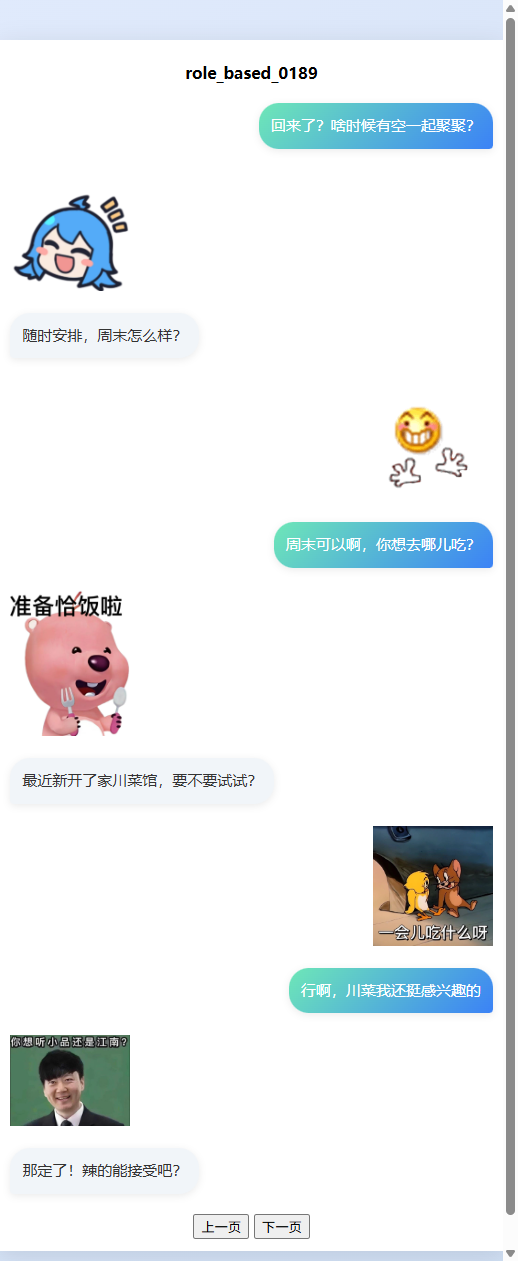 role_based_0189
回来了？啥时候有空一起聚聚？
随时安排，周末怎么样？
周末可以啊，你想去哪儿吃？
准备恰饭啦
最近新开了家川菜馆，要不要试试？
一会儿吃什么呀
行啊，川菜我还挺感兴趣的
你想听小品还是江南？
那定了！辣的能接受吧？
上一页 下一页